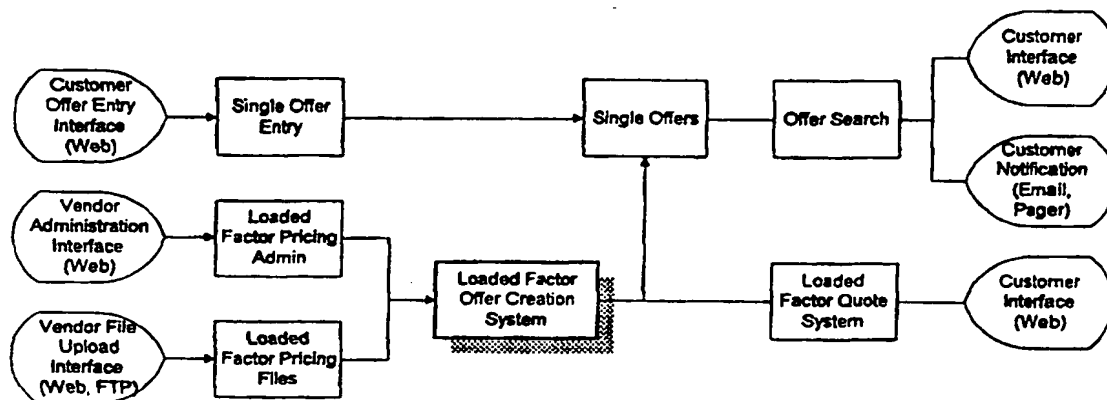 Customer
Offer Entry
Interface
(Web)
Single Offer
Entry
Single Offers
Offer Search
Customer
Interface
(Web)
Customer
Notification
(Email,
Pager)
Vendor
Administration
Interface
(Web)
Loaded
Factor Pricing
Admin
Loaded Factor
Offer Creation
System
Loaded
Factor Quote
System
Customer
Interface
(Web)
Vendor File
Upload
Interface
(Web, FTP)
Loaded
Factor Pricing
Files